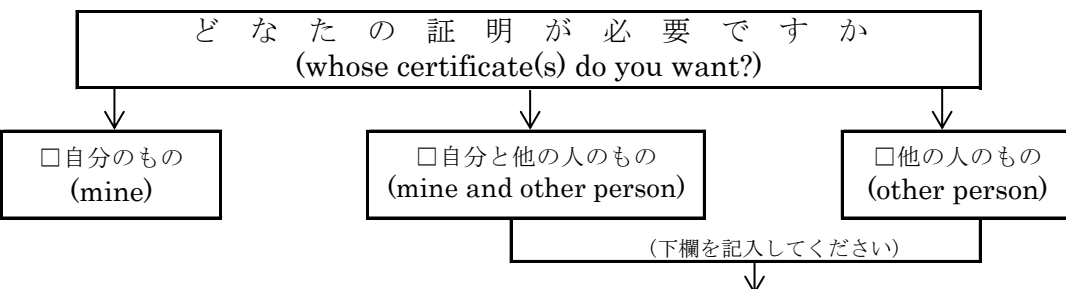 どなたの証明が必要ですか
(whose certificate(s) do you want?)
□自分のもの
(mine)
□自分と他の人のもの
(mine and other person)
□他の人のもの
(other person)
(下欄を記入してください)